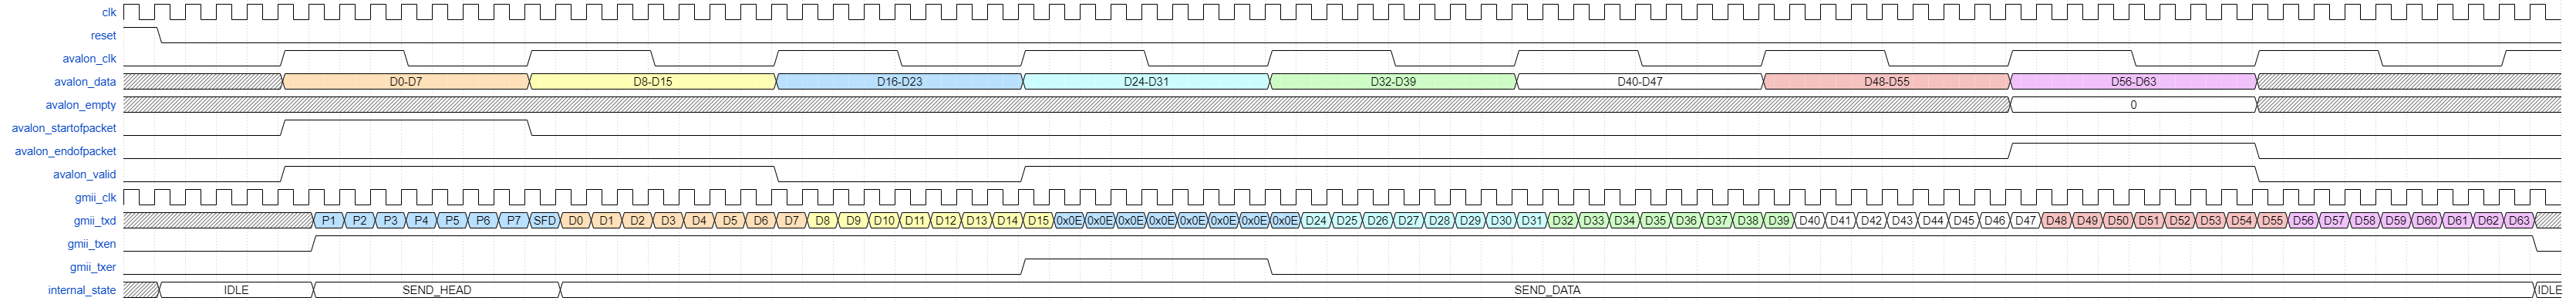 clk
reset
avalon_clk
avalon_data D0-D7 D8-D15 D16-D23 D24-D31 D32-D39 D40-D47 D48-D55 D56-D63
avalon_empty 0
avalon_startofpacket
avalon_endofpacket
avalon_valid
gmii_clk
gmii_txd P1 P2 P3 P4 P5 P6 P7 SFD D0 D1 D2 D3 D4 D5 D6 D7 D8 D9 D10 D11 D12 D13 D14 D15 0x0E 0x0E 0x0E 0x0E 0x0E 0x0E 0x0E 0x0E D24 D25 D26 D27 D28 D29 D30 D31 D32 D33 D34 D35 D36 D37 D38 D39 D40 D41 D42 D43 D44 D45 D46 D47 D48 D49 D50 D51 D52 D53 D54 D55 D56 D57 D58 D59 D60 D61 D62 D63
gmii_txen
gmii_txer
internal_state IDLE SEND_HEAD SEND_DATA IDLE